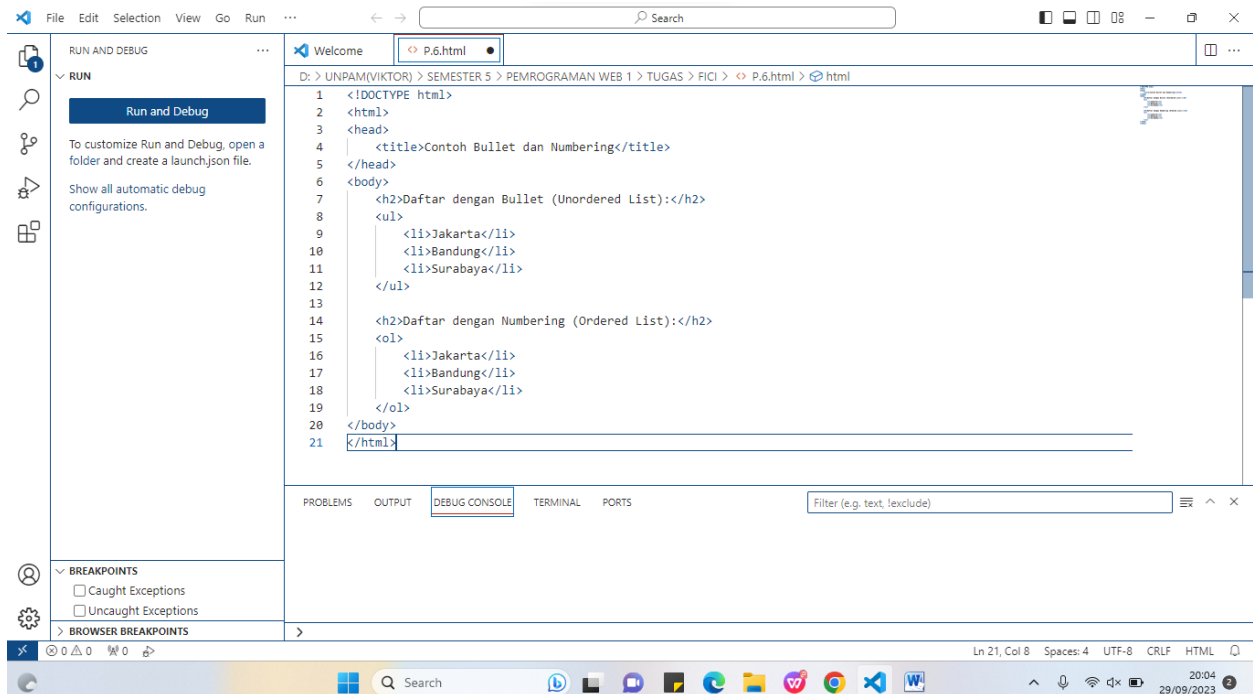 File Edit Selection View Go Run ···
Search
RUN AND DEBUG ···
RUN
Run and Debug
To customize Run and Debug, open a
folder and create a launch.json file.
Show all automatic debug
configurations.
BREAKPOINTS
Caught Exceptions
Uncaught Exceptions
BROWSER BREAKPOINTS
1
Welcome
<> P.6.html ●
D: > UNPAM(VIKTOR) > SEMESTER 5 > PEMROGRAMAN WEB 1 > TUGAS > FICI > <> P.6.html > html
1 <!DOCTYPE html>
2 <html>
3 <head>
4     <title>Contoh Bullet dan Numbering</title>
5 </head>
6 <body>
7     <h2>Daftar dengan Bullet (Unordered List):</h2>
8     <ul>
9         <li>Jakarta</li>
10         <li>Bandung</li>
11         <li>Surabaya</li>
12     </ul>
13
14     <h2>Daftar dengan Numbering (Ordered List):</h2>
15     <ol>
16         <li>Jakarta</li>
17         <li>Bandung</li>
18         <li>Surabaya</li>
19     </ol>
20 </body>
21 </html>
PROBLEMS OUTPUT DEBUG CONSOLE TERMINAL PORTS
Filter (e.g. text, !exclude)
>
0 0 0
Ln 21, Col 8 Spaces: 4 UTF-8 CRLF HTML
Search
20:04
29/09/2023
2